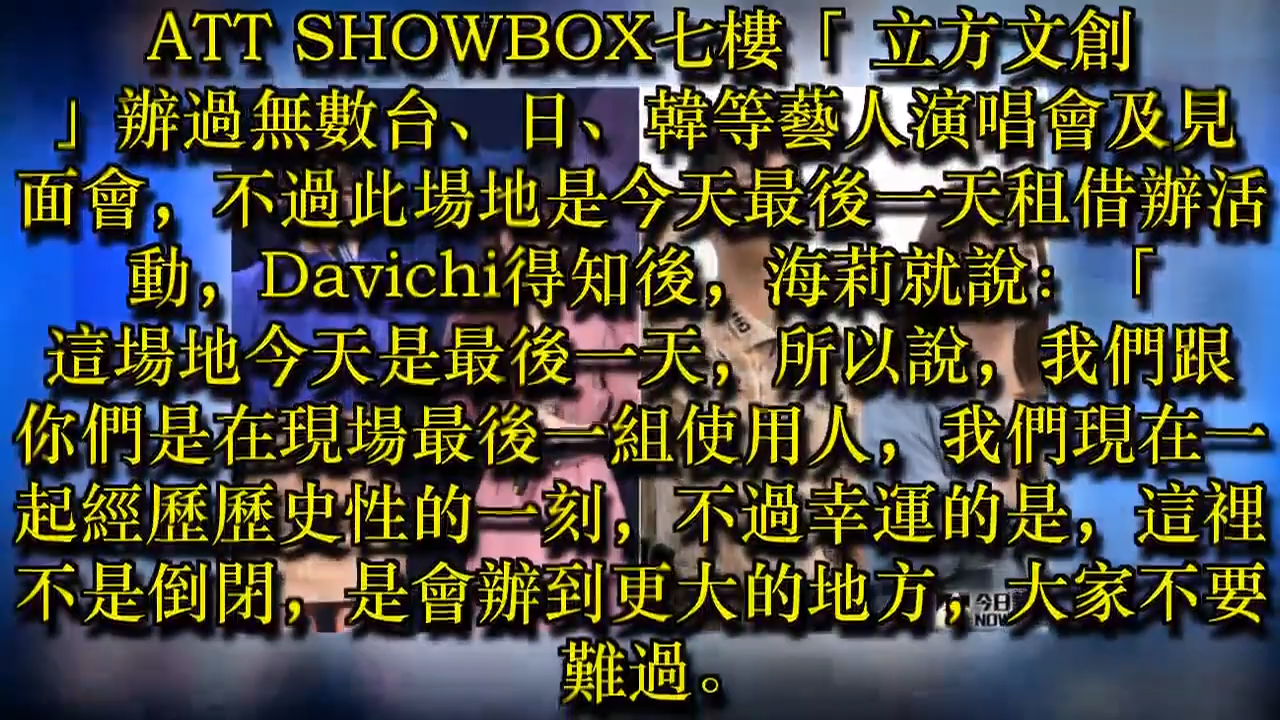 ATT SHOWBOX七樓「 立方文創
」辦過無數台、日、韓等藝人演唱會及見
面會，不過此場地是今天最後一天租借辦活
動，Davichi得知後，海莉就說：「
這場地今天是最後一天，所以說，我們跟
你們是在現場最後一組使用人，我們現在一
起經歷歷史性的一刻，不過幸運的是，這裡
不是倒閉，是會辦到更大的地方，大家不要
難過。
今日
NOW